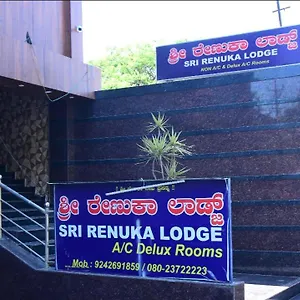 ಶ್ರೀ ರೇಣುಕಾ ಲಾಡ್ಜ್
SRI RENUKA LODGE
NON A/C & Delux A/C Rooms
ಶ್ರೀ ರೇಣುಕಾ ಲಾಡ್ಜ್
SRI RENUKA LODGE
A/C Delux Rooms
Mob : 9242691859 / 080-23722223